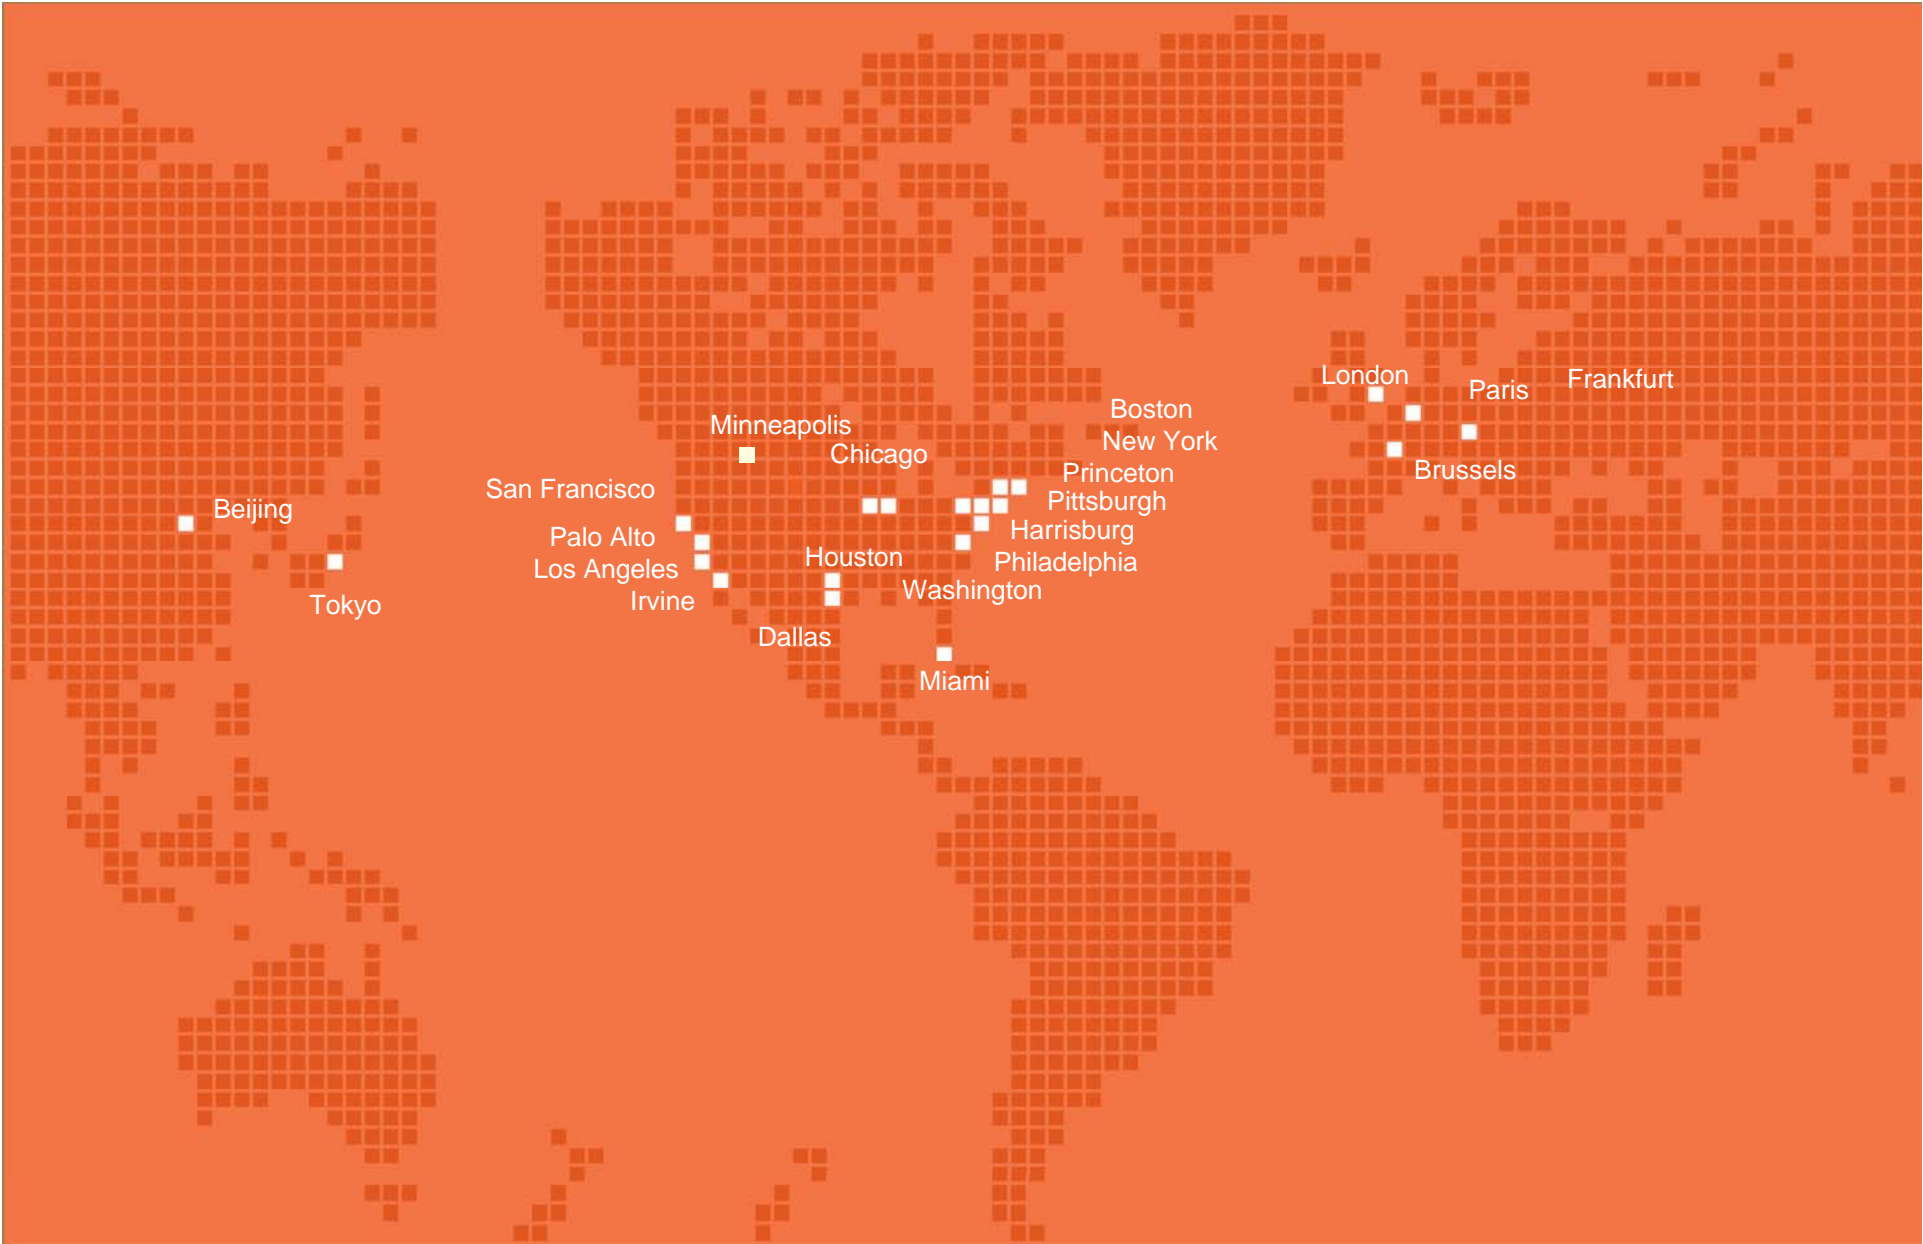 London
Frankfurt
Paris
Boston
Minneapolis
New York
Chicago
Brussels
Princeton
San Francisco
Pittsburgh
Beijing
Harrisburg
Palo Alto
Houston
Philadelphia
Los Angeles
Washington
Irvine
Tokyo
Dallas
Miami